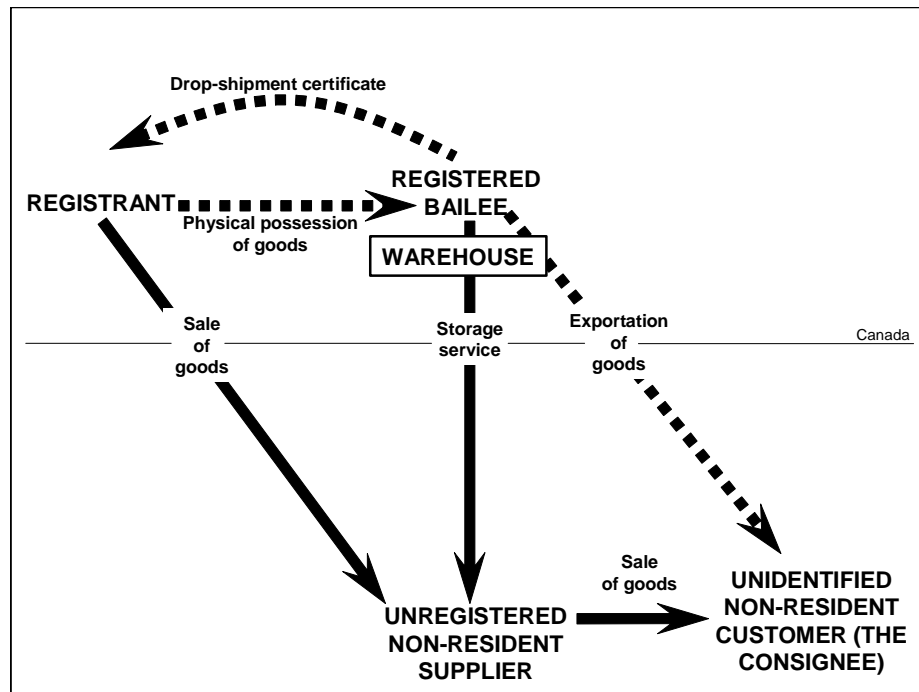 Drop-shipment certificate
REGISTRANT
Physical possession
of goods
REGISTERED
BAILEE
WAREHOUSE
Sale
of
goods
Storage
service
Exportation
of
goods
Canada
Sale
of goods
UNREGISTERED
NON-RESIDENT
SUPPLIER
UNIDENTIFIED
NON-RESIDENT
CUSTOMER (THE
CONSIGNEE)